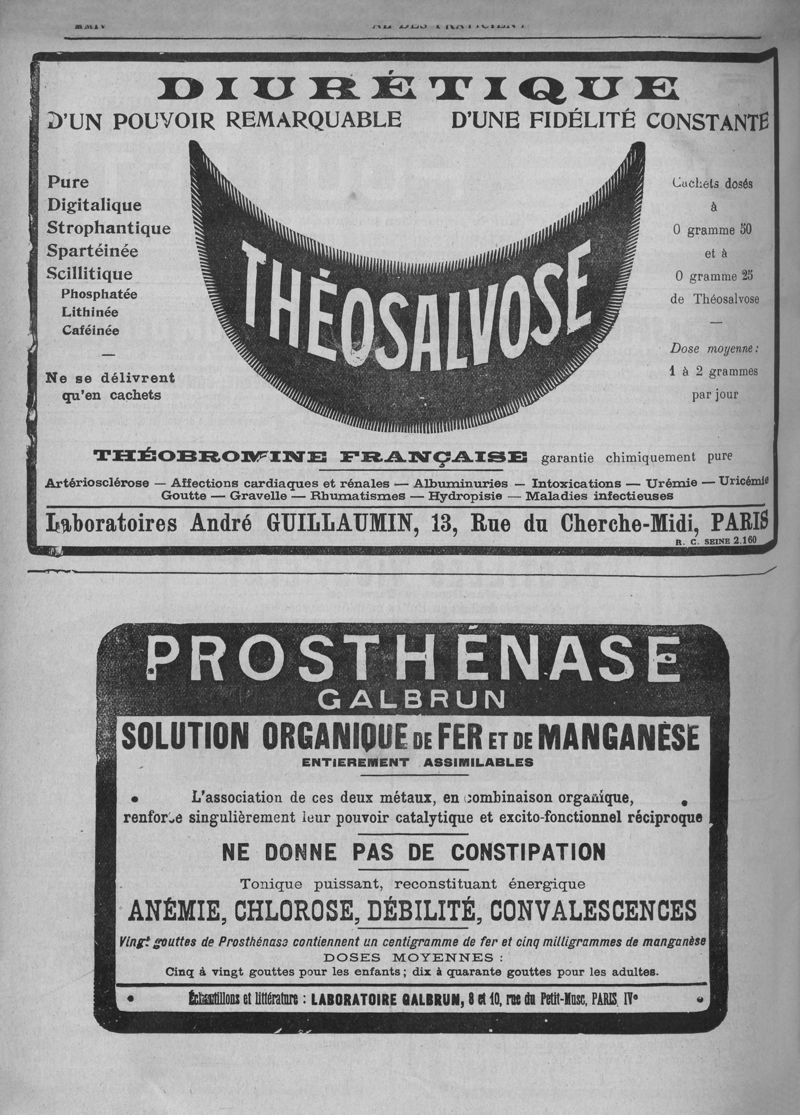 DIURÉTIQUE
D'UN POUVOIR REMARQUABLE D'UNE FIDÉLITÉ CONSTANTE
Pure
Digitalique
Strophantique
Spartéinée
Scillitique
Phosphatée
Lithinée
Caféinée
—
Ne se délivrent
qu'en cachets
THÉOSALVOSE
Cachets dosés
à
0 gramme 50
et à
0 gramme 25
de Théosalvose
—
Dose moyenne :
1 à 2 grammes
par jour
THÉOBROMINE FRANÇAISE garantie chimiquement pure
Artériosclérose — Affections cardiaques et rénales — Albuminuries — Intoxications — Urémie — Uricémie
Goutte — Gravelle — Rhumatismes — Hydropisie — Maladies infectieuses
Laboratoires André GUILLAUMIN, 13, Rue du Cherche-Midi, PARIS
R. C. SEINE 2.160
PROSTHÉNASE
GALBRUN
SOLUTION ORGANIQUE DE FER ET DE MANGANÈSE
ENTIEREMENT ASSIMILABLES
L'association de ces deux métaux, en combinaison organique,
renforce singulièrement leur pouvoir catalytique et excito-fonctionnel réciproque
NE DONNE PAS DE CONSTIPATION
Tonique puissant, reconstituant énergique
ANÉMIE, CHLOROSE, DÉBILITÉ, CONVALESCENCES
Vingt gouttes de Prosthénase contiennent un centigramme de fer et cinq milligrammes de manganèse
DOSES MOYENNES :
Cinq à vingt gouttes pour les enfants ; dix à quarante gouttes pour les adultes.
Échantillons et littérature : LABORATOIRE GALBRUN, 8 et 10, rue du Petit-Musc, PARIS, IVe